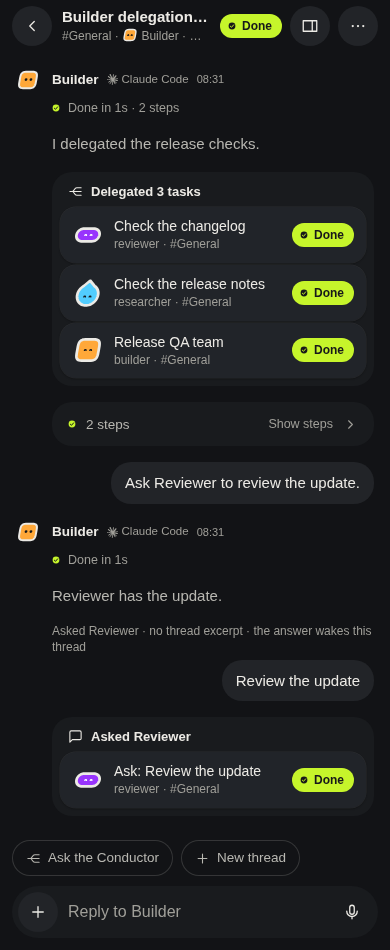 Builder delegation...
#General · Builder · ...
Done
Builder Claude Code 08:31
Done in 1s · 2 steps
I delegated the release checks.
Delegated 3 tasks
Check the changelog
reviewer · #General
Done
Check the release notes
researcher · #General
Done
Release QA team
builder · #General
Done
2 steps
Show steps
Ask Reviewer to review the update.
Builder Claude Code 08:31
Done in 1s
Reviewer has the update.
Asked Reviewer · no thread excerpt · the answer wakes this
thread
Review the update
Asked Reviewer
Ask: Review the update
reviewer · #General
Done
Ask the Conductor
New thread
Reply to Builder